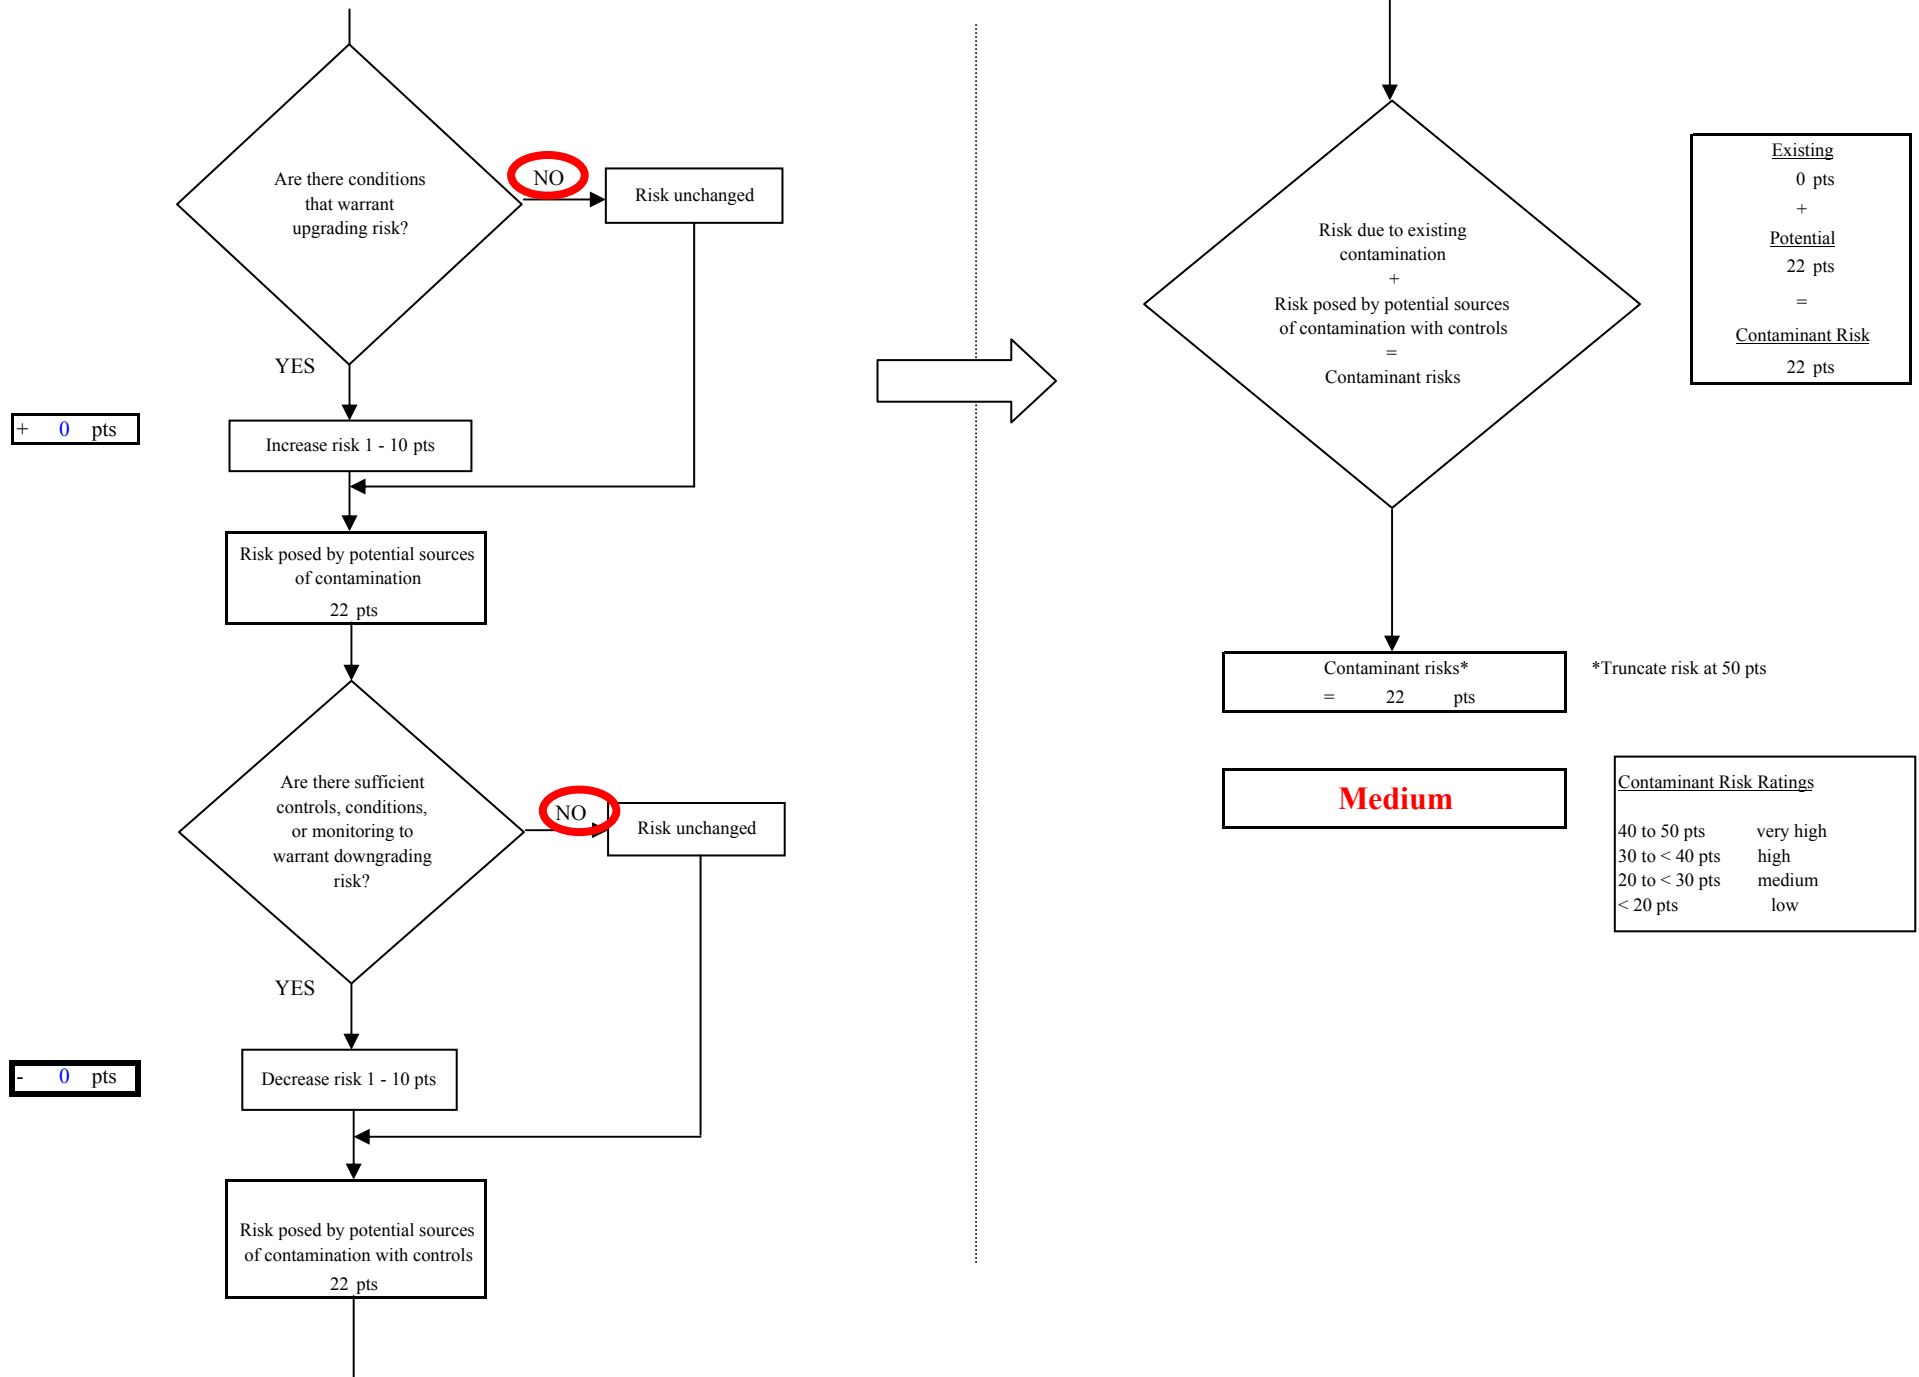 Are there conditions
that warrant
upgrading risk?
NO
Risk unchanged
YES
+ 0 pts
Increase risk 1 - 10 pts
Risk posed by potential sources
of contamination
22 pts
Are there sufficient
controls, conditions,
or monitoring to
warrant downgrading
risk?
NO
Risk unchanged
YES
- 0 pts
Decrease risk 1 - 10 pts
Risk posed by potential sources
of contamination with controls
22 pts
Risk due to existing
contamination
+
Risk posed by potential sources
of contamination with controls
=
Contaminant risks
Existing
0 pts
+
Potential
22 pts
=
Contaminant Risk
22 pts
Contaminant risks*
= 22 pts
*Truncate risk at 50 pts
Medium
Contaminant Risk Ratings
40 to 50 pts very high
30 to < 40 pts high
20 to < 30 pts medium
< 20 pts low